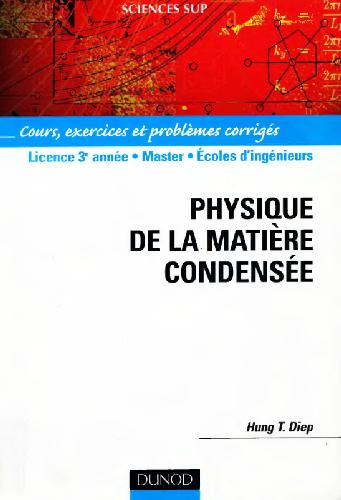 SCIENCES SUP
Cours, exercices et problèmes corrigés
Licence 3e année • Master • Écoles d'ingénieurs
PHYSIQUE
DE LA MATIÈRE
CONDENSÉE
Hung T. Diep
DUNOD